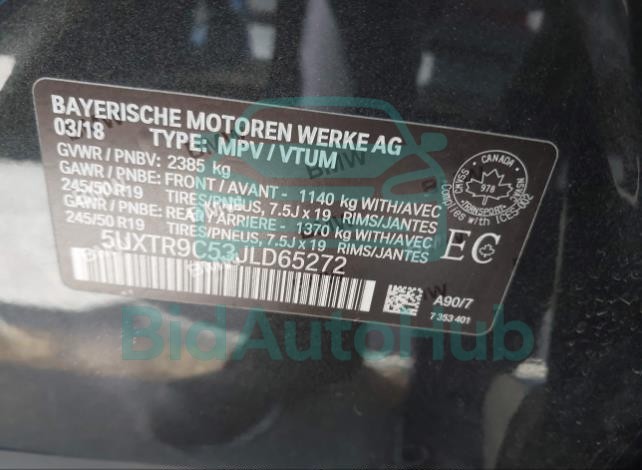 BAYERISCHE MOTOREN WERKE AG
03/18 TYPE: MPV / VTUM
GVWR / PNBV: 2385 kg
GAWR / PNBE: FRONT / AVANT - 1140 kg WITH/AVEC
245/50 R19 TIRES/PNEUS, 7.5J x 19 RIMS/JANTES
GAWR / PNBE: REAR / ARRIERE - 1370 kg WITH/AVEC
245/50 R19 TIRES/PNEUS, 7.5J x 19 RIMS/JANTES
5UXTR9C53JLD65272
CANADA
978
TRANSPORT
EC
A90/7
7 353 401
BidAutoHub